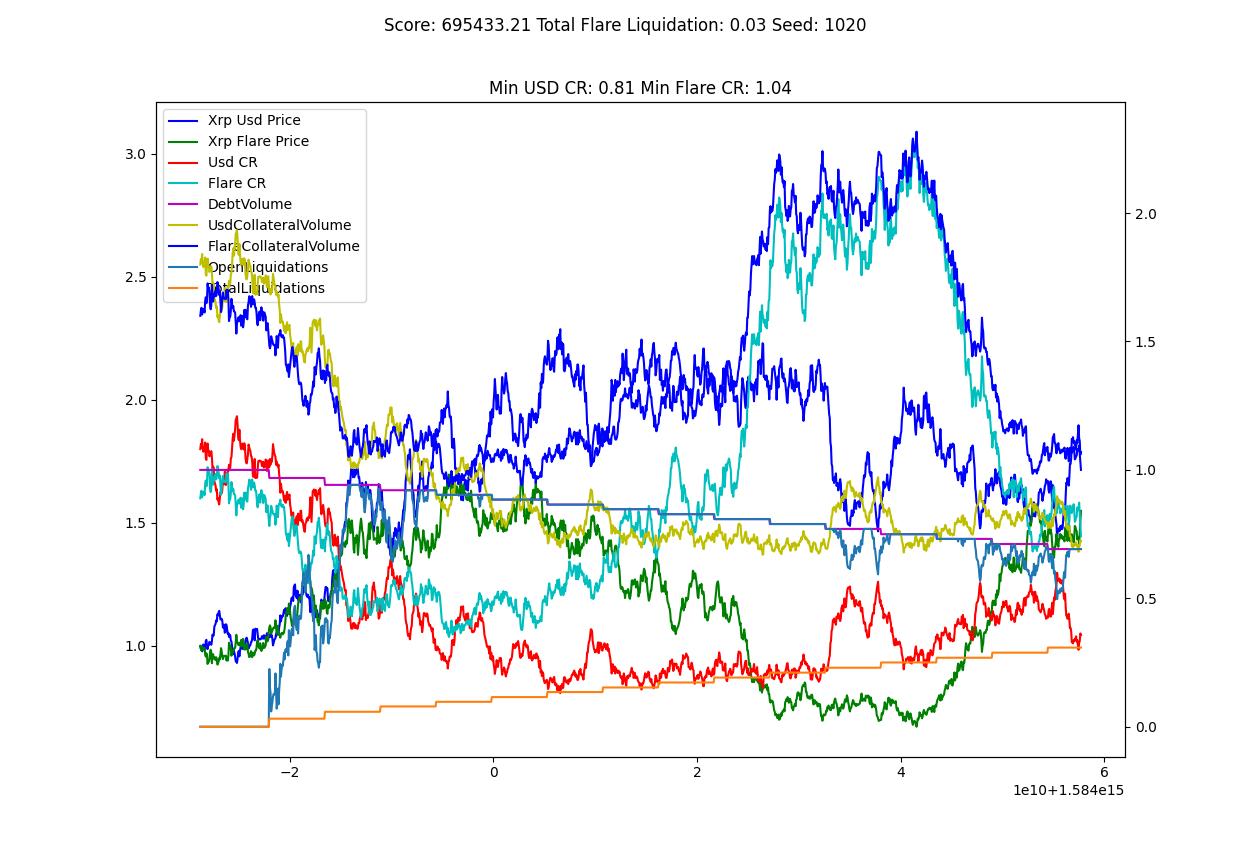 Score: 695433.21 Total Flare Liquidation: 0.03 Seed: 1020
Min USD CR: 0.81 Min Flare CR: 1.04
Xrp Usd Price
Xrp Flare Price
Usd CR
Flare CR
DebtVolume
UsdCollateralVolume
FlareCollateralVolume
OpenLiquidations
TotalLiquidations
3.0
2.5
2.0
1.5
1.0
2.0
1.5
1.0
0.5
0.0
−2
0
2
4
6
1e10+1.584e15